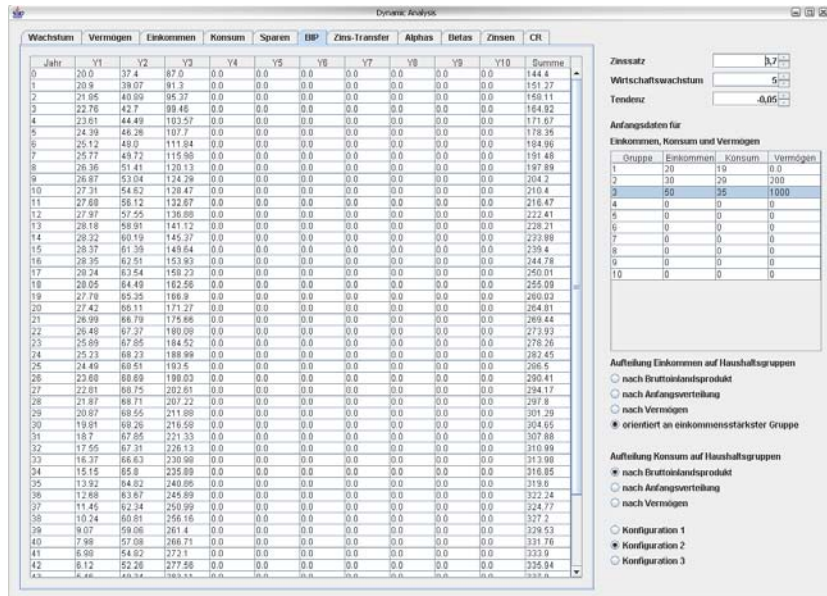 Dynamic Analysis
Wachstum Vermögen Einkommen Konsum Sparen BIP Zins-Transfer Alphas Betas Zinsen CR
Jahr Y1 Y2 Y3 Y4 Y5 Y6 Y7 Y8 Y9 Y10 Summe
0 20.0 37.4 87.0 0.0 0.0 0.0 0.0 0.0 0.0 0.0 144.4
1 20.9 39.07 91.3 0.0 0.0 0.0 0.0 0.0 0.0 0.0 151.27
2 21.85 40.89 95.37 0.0 0.0 0.0 0.0 0.0 0.0 0.0 158.11
3 22.76 42.7 99.46 0.0 0.0 0.0 0.0 0.0 0.0 0.0 164.92
4 23.61 44.49 103.57 0.0 0.0 0.0 0.0 0.0 0.0 0.0 171.67
5 24.39 46.26 107.7 0.0 0.0 0.0 0.0 0.0 0.0 0.0 178.35
6 25.12 48.0 111.84 0.0 0.0 0.0 0.0 0.0 0.0 0.0 184.96
7 25.77 49.72 115.98 0.0 0.0 0.0 0.0 0.0 0.0 0.0 191.48
8 26.36 51.41 120.13 0.0 0.0 0.0 0.0 0.0 0.0 0.0 197.89
9 26.87 53.04 124.29 0.0 0.0 0.0 0.0 0.0 0.0 0.0 204.2
10 27.31 54.62 128.47 0.0 0.0 0.0 0.0 0.0 0.0 0.0 210.4
11 27.68 56.12 132.67 0.0 0.0 0.0 0.0 0.0 0.0 0.0 216.47
12 27.97 57.55 136.88 0.0 0.0 0.0 0.0 0.0 0.0 0.0 222.41
13 28.18 58.91 141.12 0.0 0.0 0.0 0.0 0.0 0.0 0.0 228.21
14 28.32 60.19 145.37 0.0 0.0 0.0 0.0 0.0 0.0 0.0 233.88
15 28.37 61.39 149.64 0.0 0.0 0.0 0.0 0.0 0.0 0.0 239.4
16 28.35 62.51 153.93 0.0 0.0 0.0 0.0 0.0 0.0 0.0 244.78
17 28.24 63.54 158.23 0.0 0.0 0.0 0.0 0.0 0.0 0.0 250.01
18 28.05 64.49 162.56 0.0 0.0 0.0 0.0 0.0 0.0 0.0 255.09
19 27.78 65.35 166.9 0.0 0.0 0.0 0.0 0.0 0.0 0.0 260.03
20 27.42 66.11 171.27 0.0 0.0 0.0 0.0 0.0 0.0 0.0 264.81
21 26.99 66.79 175.66 0.0 0.0 0.0 0.0 0.0 0.0 0.0 269.44
22 26.48 67.37 180.08 0.0 0.0 0.0 0.0 0.0 0.0 0.0 273.93
23 25.89 67.85 184.52 0.0 0.0 0.0 0.0 0.0 0.0 0.0 278.26
24 25.23 68.23 188.99 0.0 0.0 0.0 0.0 0.0 0.0 0.0 282.45
25 24.49 68.51 193.5 0.0 0.0 0.0 0.0 0.0 0.0 0.0 286.5
26 23.68 68.69 198.03 0.0 0.0 0.0 0.0 0.0 0.0 0.0 290.41
27 22.81 68.75 202.61 0.0 0.0 0.0 0.0 0.0 0.0 0.0 294.17
28 21.87 68.71 207.22 0.0 0.0 0.0 0.0 0.0 0.0 0.0 297.8
29 20.87 68.55 211.88 0.0 0.0 0.0 0.0 0.0 0.0 0.0 301.29
30 19.81 68.26 216.58 0.0 0.0 0.0 0.0 0.0 0.0 0.0 304.65
31 18.7 67.85 221.33 0.0 0.0 0.0 0.0 0.0 0.0 0.0 307.88
32 17.55 67.31 226.13 0.0 0.0 0.0 0.0 0.0 0.0 0.0 310.99
33 16.37 66.63 230.98 0.0 0.0 0.0 0.0 0.0 0.0 0.0 313.98
34 15.15 65.8 235.89 0.0 0.0 0.0 0.0 0.0 0.0 0.0 316.85
35 13.92 64.82 240.86 0.0 0.0 0.0 0.0 0.0 0.0 0.0 319.6
36 12.68 63.67 245.89 0.0 0.0 0.0 0.0 0.0 0.0 0.0 322.24
37 11.45 62.34 250.99 0.0 0.0 0.0 0.0 0.0 0.0 0.0 324.77
38 10.24 60.81 256.16 0.0 0.0 0.0 0.0 0.0 0.0 0.0 327.2
39 9.07 59.06 261.4 0.0 0.0 0.0 0.0 0.0 0.0 0.0 329.53
40 7.98 57.08 266.71 0.0 0.0 0.0 0.0 0.0 0.0 0.0 331.76
41 6.98 54.82 272.1 0.0 0.0 0.0 0.0 0.0 0.0 0.0 333.9
42 6.12 52.26 277.56 0.0 0.0 0.0 0.0 0.0 0.0 0.0 335.94
Zinssatz 3,7
Wirtschaftswachstum 5
Tendenz -0,05
Anfangsdaten für
Einkommen, Konsum und Vermögen
Gruppe Einkommen Konsum Vermögen
1 20 19 0.0
2 30 29 200
3 50 35 1000
4 0 0 0
5 0 0 0
6 0 0 0
7 0 0 0
8 0 0 0
9 0 0 0
10 0 0 0
Aufteilung Einkommen auf Haushaltsgruppen
nach Bruttoinlandsprodukt
nach Anfangsverteilung
nach Vermögen
orientiert an einkommensstärkster Gruppe
Aufteilung Konsum auf Haushaltsgruppen
nach Bruttoinlandsprodukt
nach Anfangsverteilung
nach Vermögen
Konfiguration 1
Konfiguration 2
Konfiguration 3